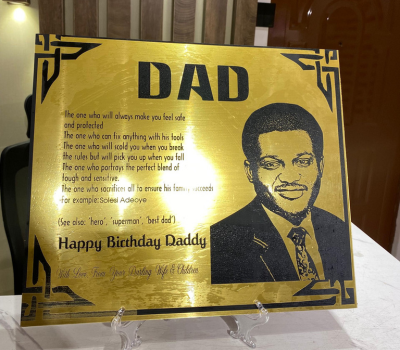 DAD
The one who will always make you feel safe
and protected
The one who can fix anything with his tools
The one who will scold you when you break
the rules but will pick you up when you fall
The one who portrays the perfect blend of
tough and sensitive.
The one who sacrifices all to ensure his family succeeds
For example: Solesi Adeoye
(See also: 'hero', 'superman', 'best dad')
Happy Birthday Daddy
With Love From Your Darling Wife & Children